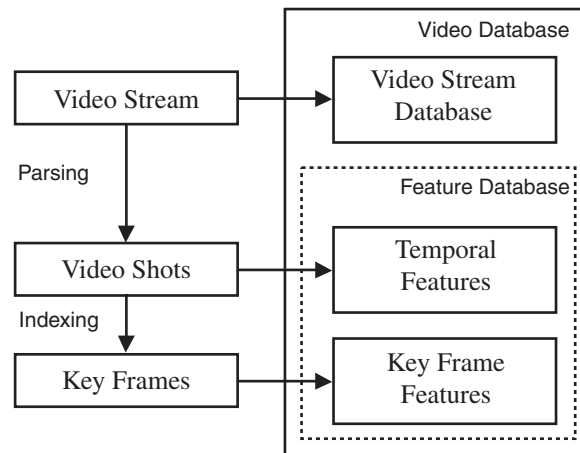 Video Database
Video Stream
Video Stream
Database
Parsing
Feature Database
Video Shots
Temporal
Features
Indexing
Key Frames
Key Frame
Features